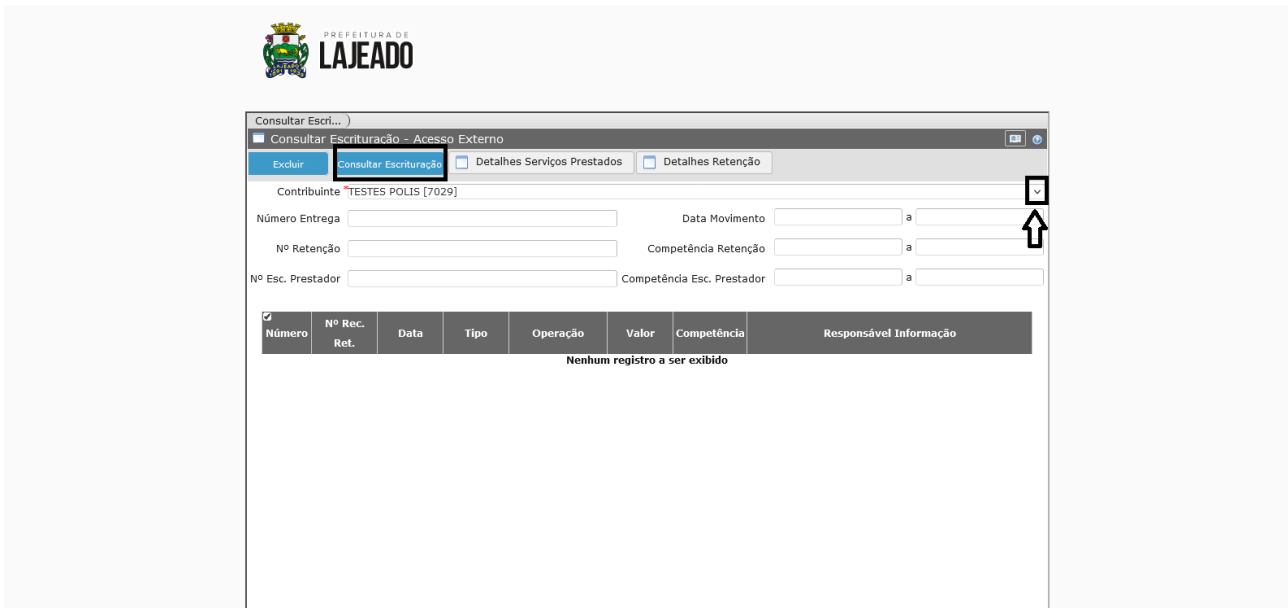 PREFEITURA DE
LAJEADO
Consultar Escri...
Consultar Escrituração - Acesso Externo
Excluir
Consultar Escrituração
Detalhes Serviços Prestados
Detalhes Retenção
Contribuinte *TESTES POLIS [7029]
Número Entrega
Data Movimento
a
Nº Retenção
Competência Retenção
a
Nº Esc. Prestador
Competência Esc. Prestador
a
Número
Nº Rec. Ret.
Data
Tipo
Operação
Valor
Competência
Responsável Informação
Nenhum registro a ser exibido